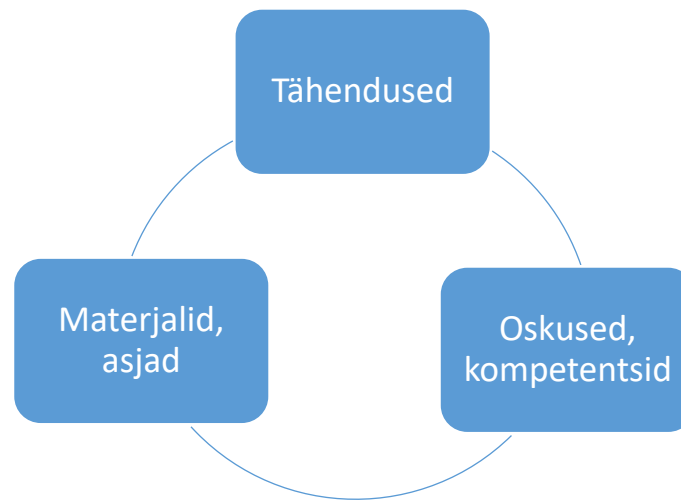 Tähendused
Materjalid,
asjad
Oskused,
kompetentsid